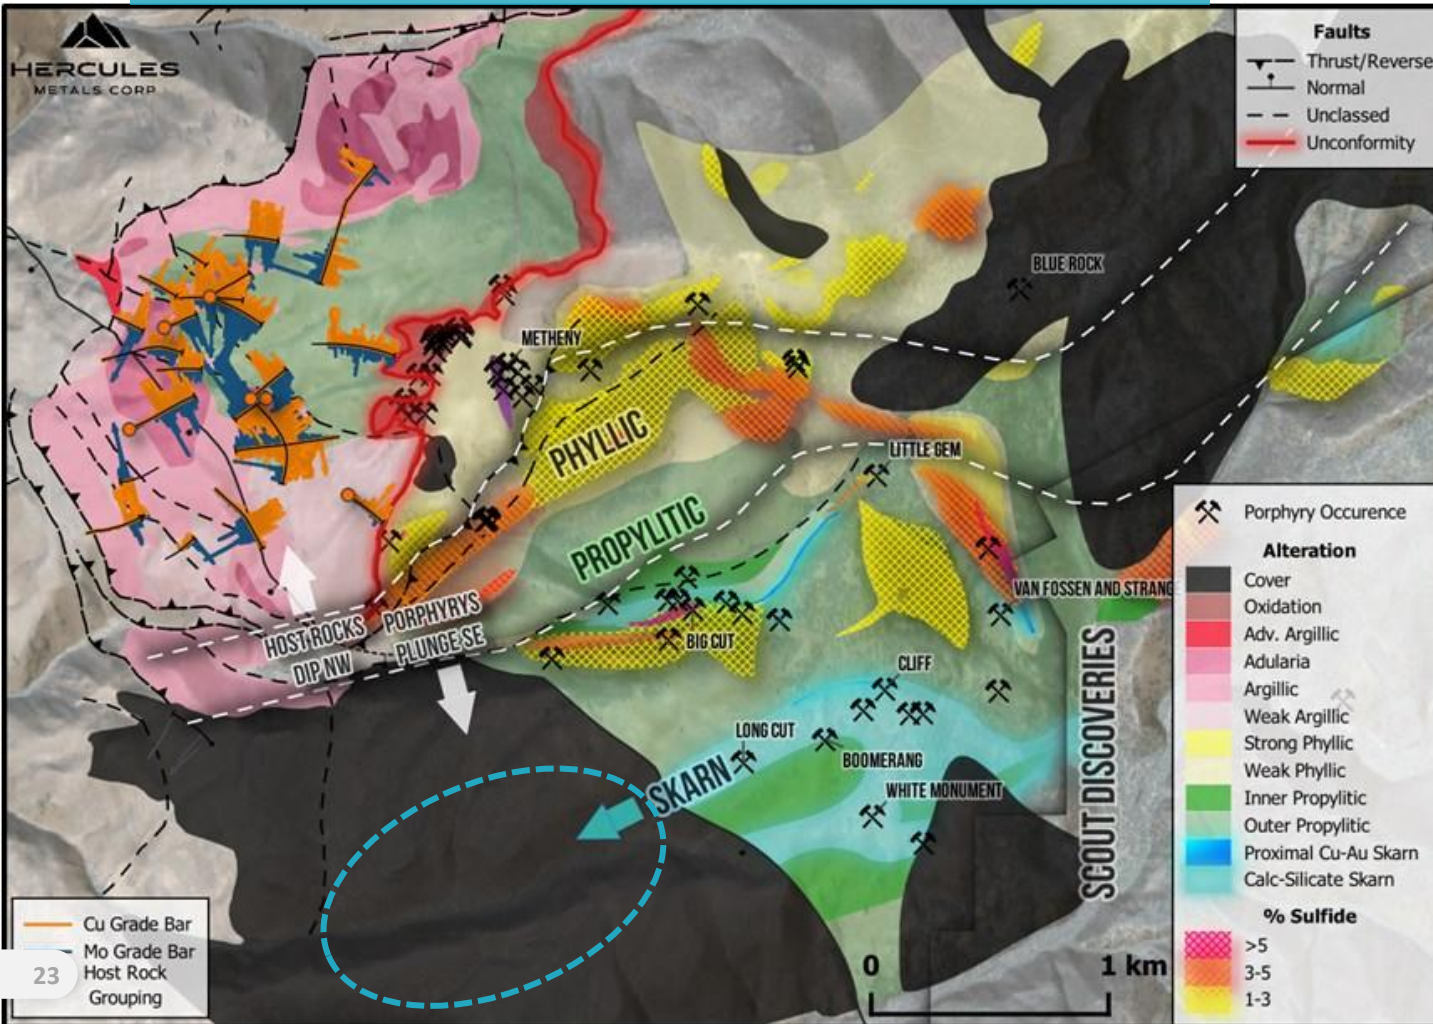 HERCULES
METALS CORP
Faults
Thrust/Reverse
Normal
Unclassed
Unconformity
BLUE ROCK
METHENY
PHYLLIC
LITTLE GEM
PROPYLITIC
Porphyry Occurence
Alteration
Cover
Oxidation
Adv. Argillic
Adularia
Argillic
Weak Argillic
Strong Phyllic
Weak Phyllic
Inner Propylitic
Outer Propylitic
Proximal Cu-Au Skarn
Calc-Silicate Skarn
% Sulfide
>5
3-5
1-3
VAN FOSSEN AND STRANGE
HOST ROCKS
DIP NW
PORPHYRYS
PLUNGE SE
BIG CUT
CLIFF
LONG CUT
BOOMERANG
SKARN
WHITE MONUMENT
SCOUT DISCOVERIES
0 1 km
Cu Grade Bar
Mo Grade Bar
Host Rock
Grouping
23